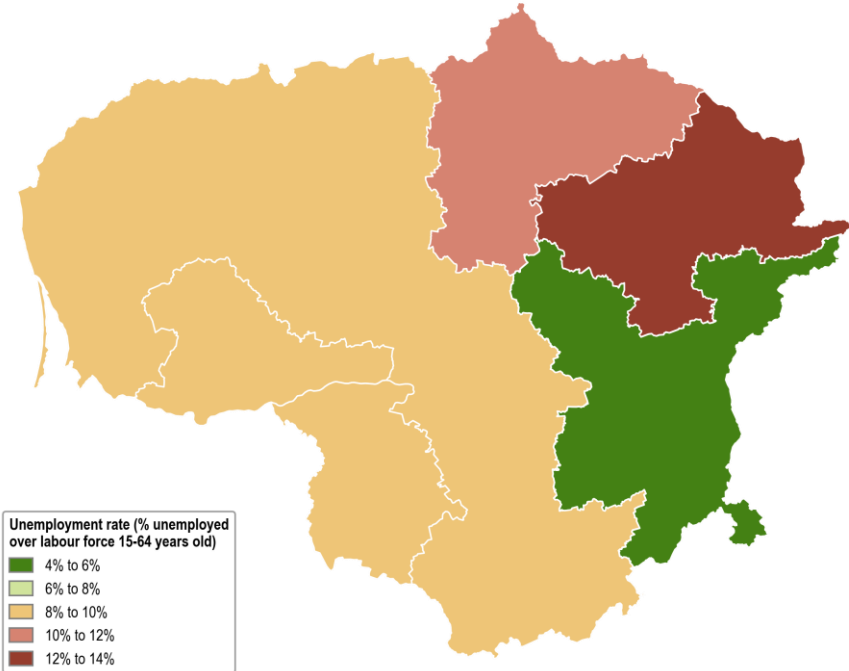 Unemployment rate (% unemployed
over labour force 15-64 years old)
4% to 6%
6% to 8%
8% to 10%
10% to 12%
12% to 14%